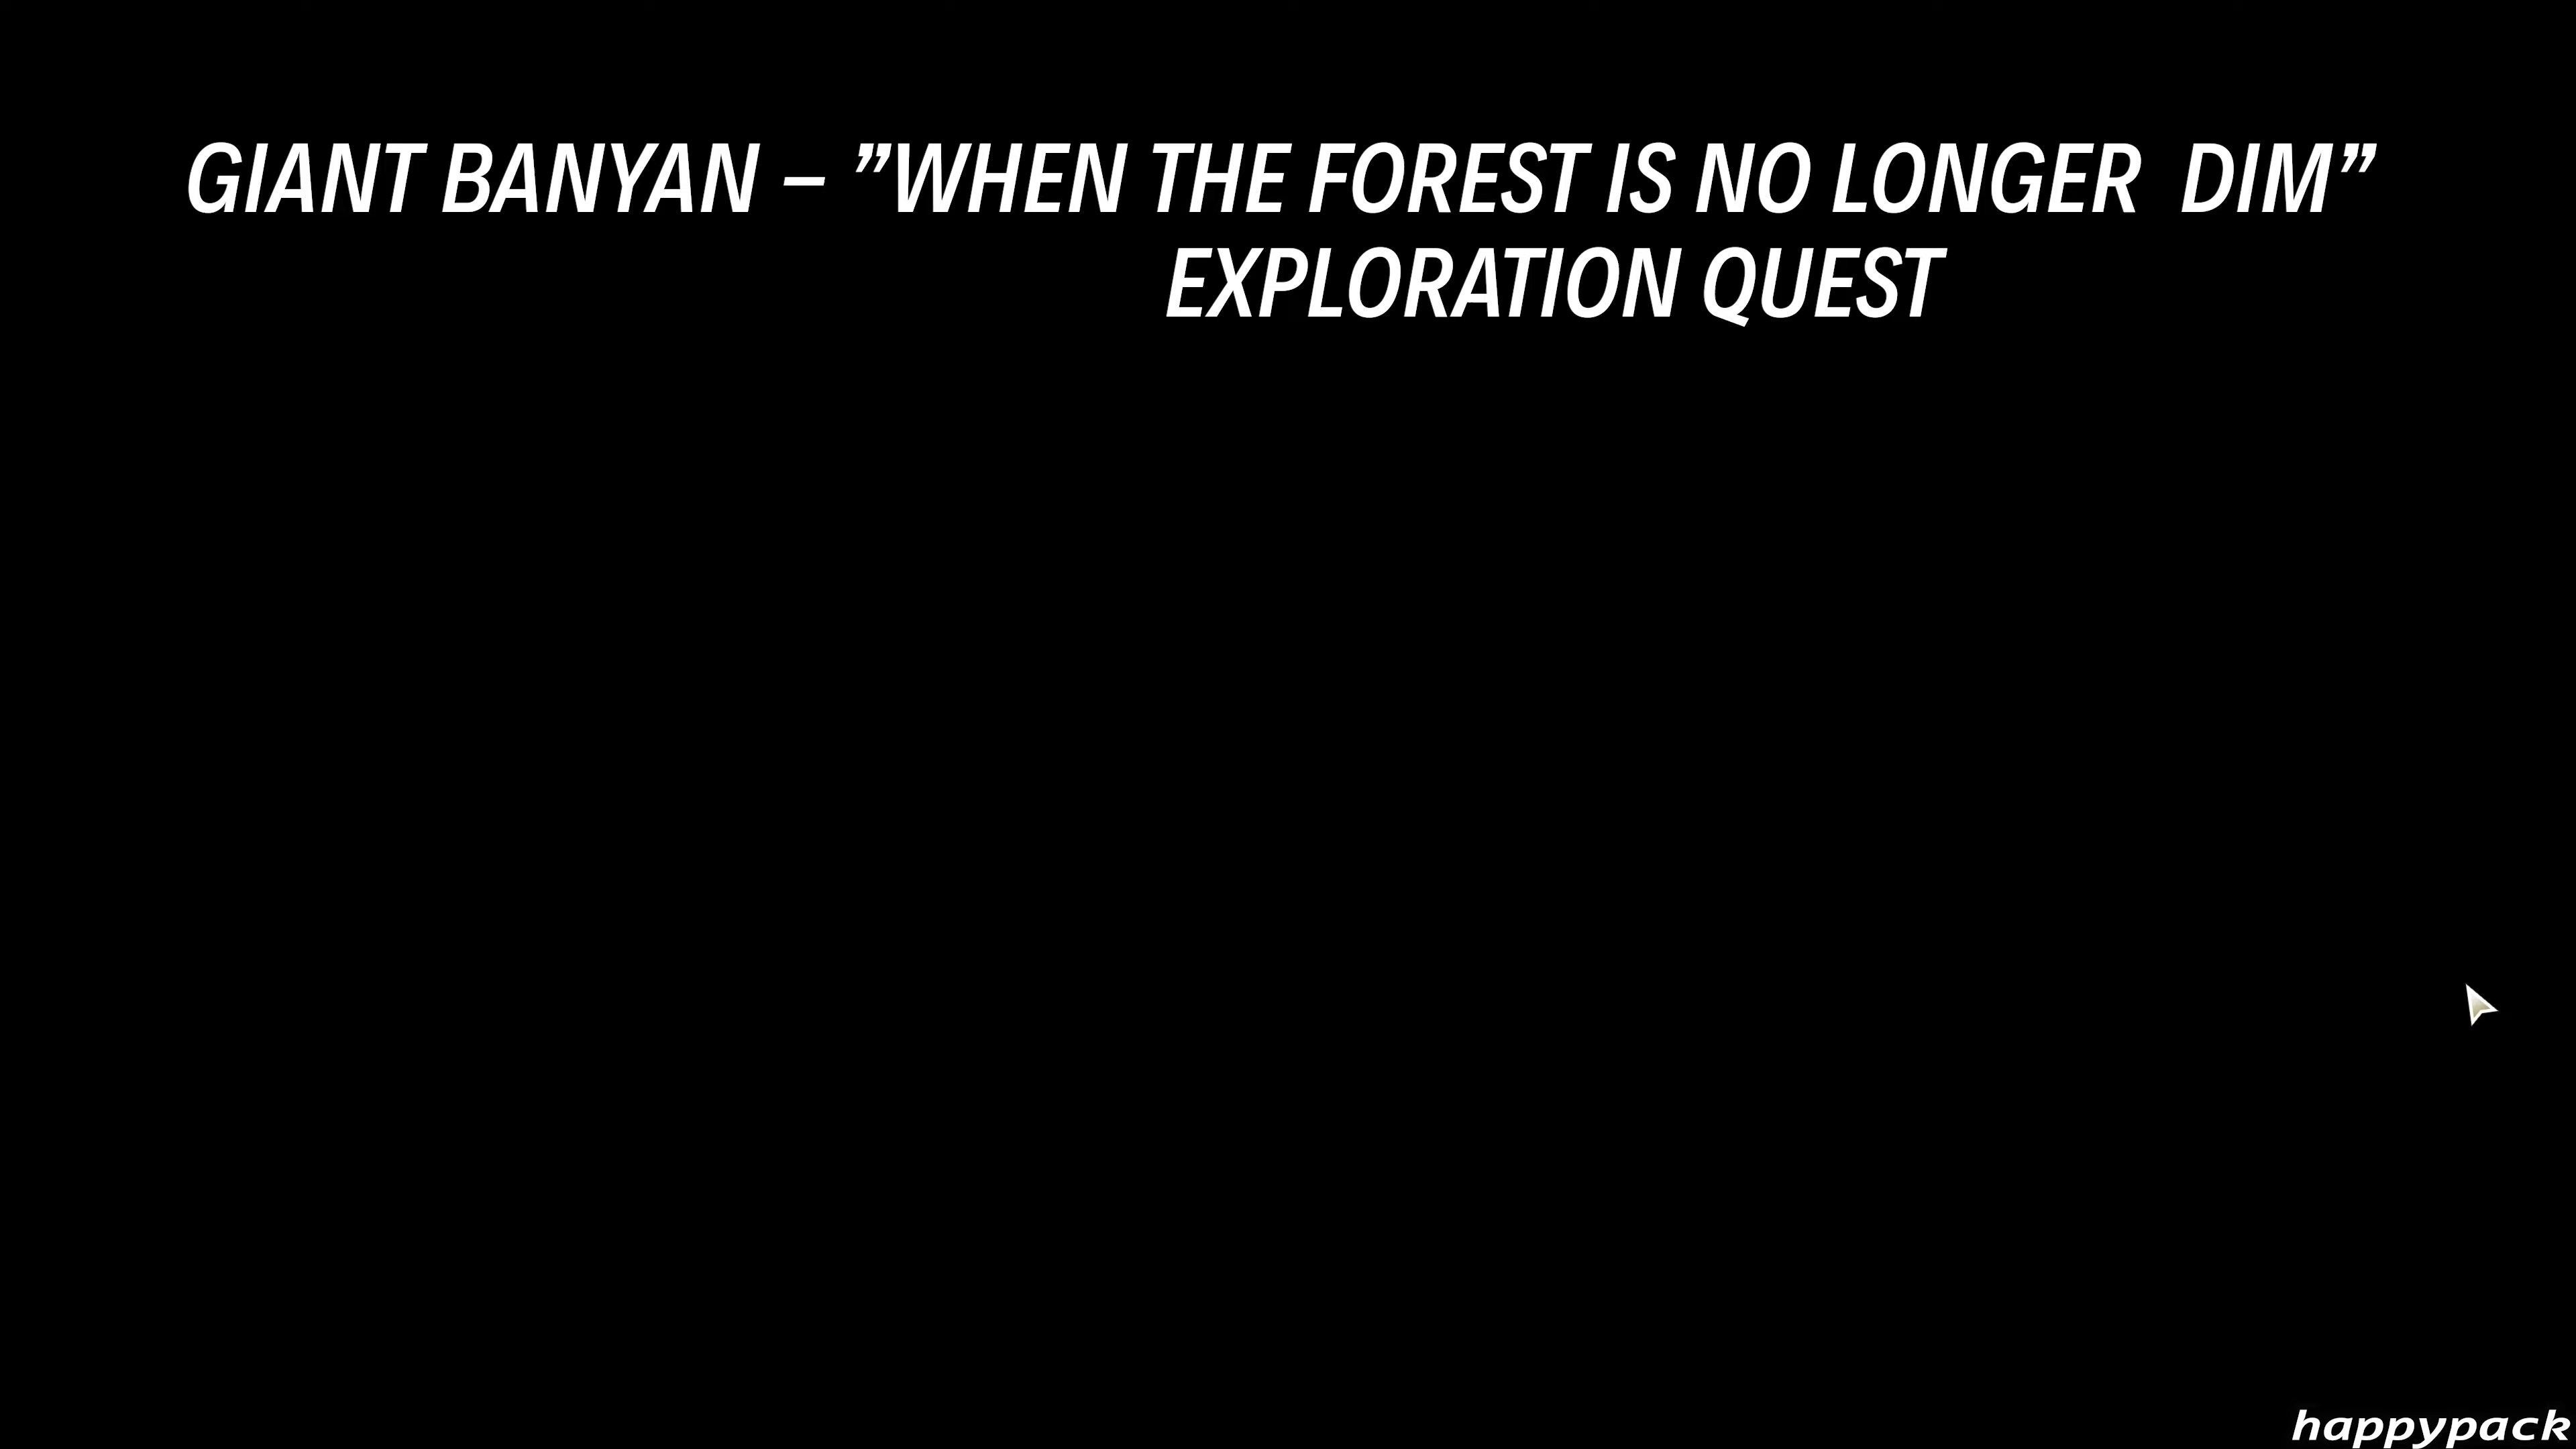 GIANT BANYAN – ”WHEN THE FOREST IS NO LONGER  DIM”
EXPLORATION QUEST
happypack